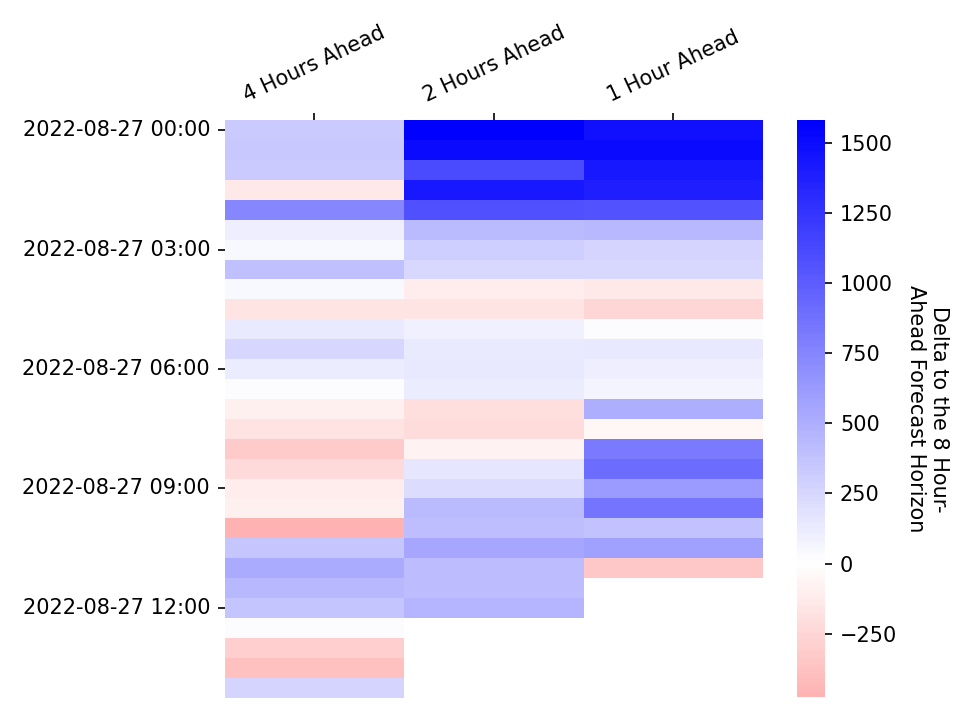 4 Hours Ahead
2 Hours Ahead
1 Hour Ahead
2022-08-27 00:00
2022-08-27 03:00
2022-08-27 06:00
2022-08-27 09:00
2022-08-27 12:00
1500
1250
1000
750
500
250
0
−250
Delta to the 8 Hour-
Ahead Forecast Horizon